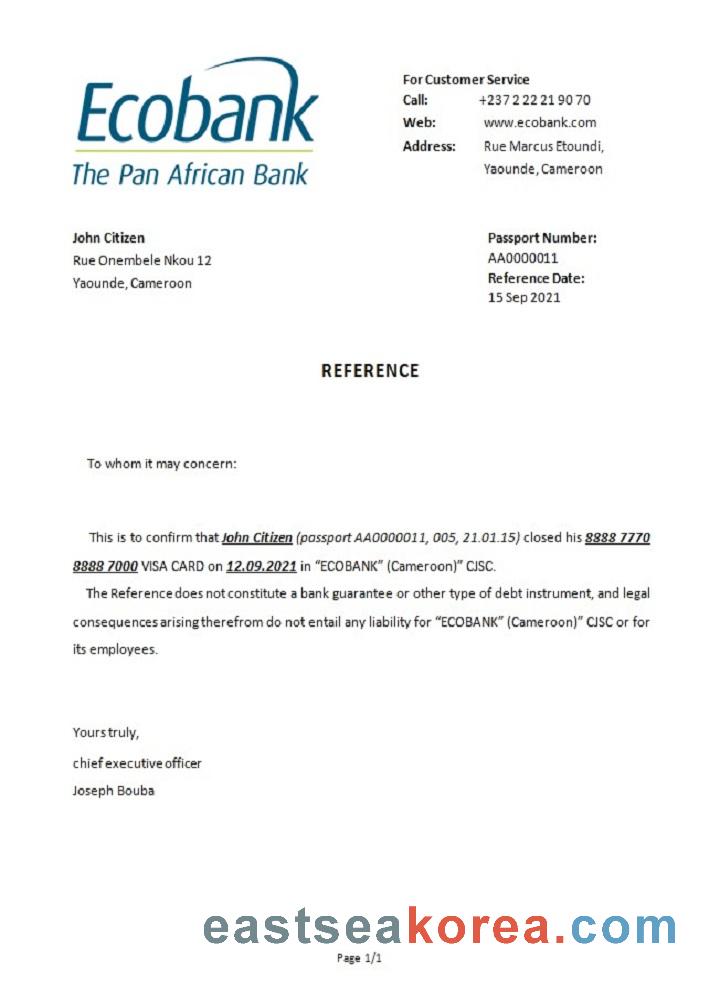 Ecobank
The Pan African Bank
For Customer Service
Call: +237 2 22 21 90 70
Web: www.ecobank.com
Address: Rue Marcus Etoundi,
Yaounde, Cameroon
John Citizen
Rue Onembele Nkou 12
Yaounde, Cameroon
Passport Number:
AA0000011
Reference Date:
15 Sep 2021
REFERENCE
To whom it may concern:
This is to confirm that John Citizen (passport AA0000011, 005, 21.01.15) closed his 8888 7770
8888 7000 VISA CARD on 12.09.2021 in “ECOBANK” (Cameroon)” CJSC.
The Reference does not constitute a bank guarantee or other type of debt instrument, and legal
consequences arising therefrom do not entail any liability for “ECOBANK” (Cameroon)” CJSC or for
its employees.
Yours truly,
chief executive officer
Joseph Bouba
eastseakorea.com
Page 1/1